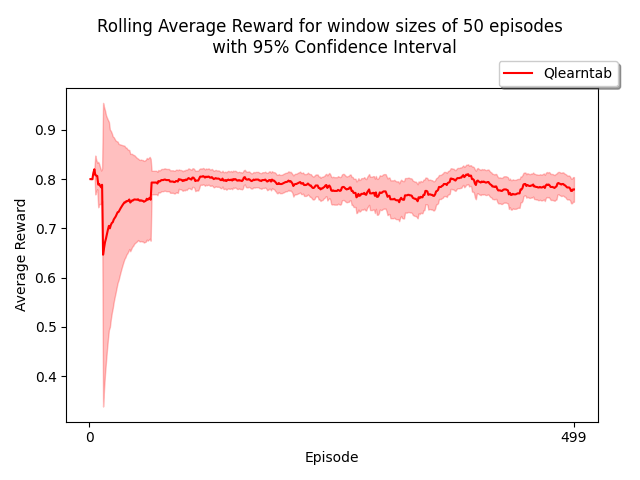 Rolling Average Reward for window sizes of 50 episodes
with 95% Confidence Interval
Qlearntab
0.9
0.8
0.7
0.6
0.5
0.4
Average Reward
0
499
Episode